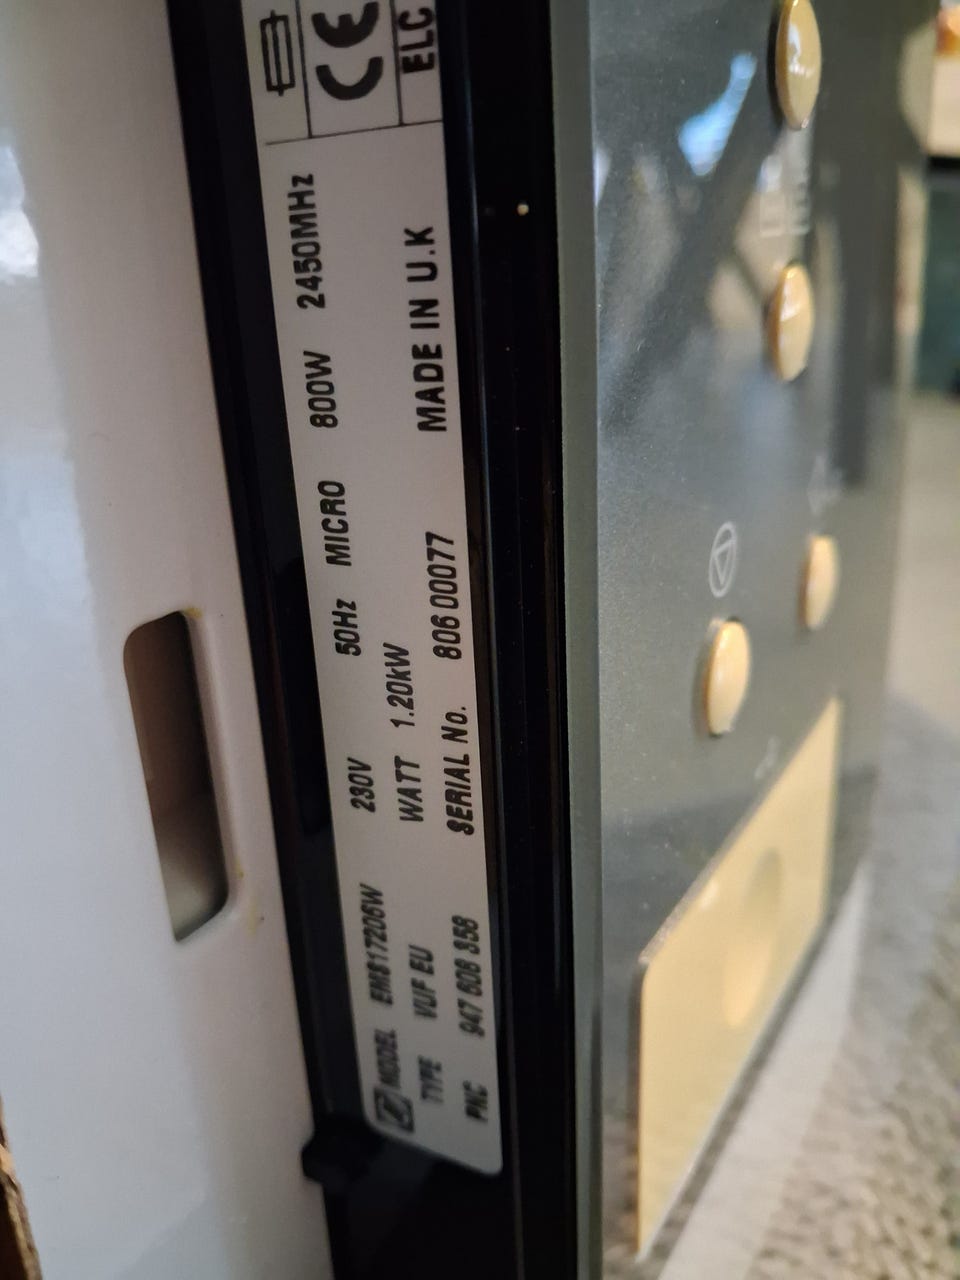 CE ELC
MODEL EMS17206W 230V 50Hz MICRO 800W 2450MHz
TYPE VUF EU WATT 1.20kW
PNC 947 608 358 SERIAL No. 806 00077 MADE IN U.K